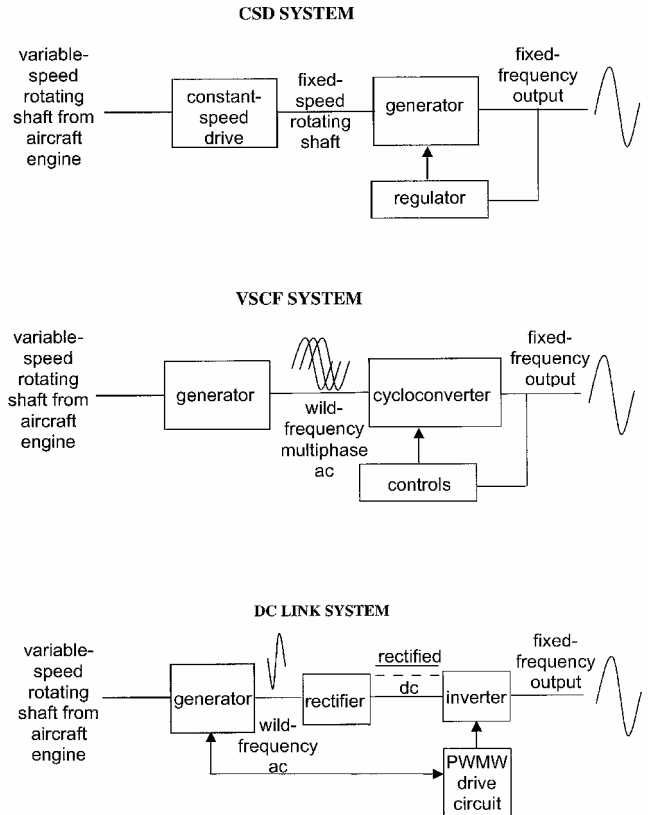 CSD SYSTEM
variable-
speed
rotating
shaft from
aircraft
engine
constant-
speed
drive
fixed-
speed
rotating
shaft
generator
regulator
fixed-
frequency
output
VSCF SYSTEM
variable-
speed
rotating
shaft from
aircraft
engine
generator
wild-
frequency
multiphase
ac
cycloconverter
controls
fixed-
frequency
output
DC LINK SYSTEM
variable-
speed
rotating
shaft from
aircraft
engine
generator
wild-
frequency
ac
rectifier
rectified
dc
inverter
PWMW
drive
circuit
fixed-
frequency
output